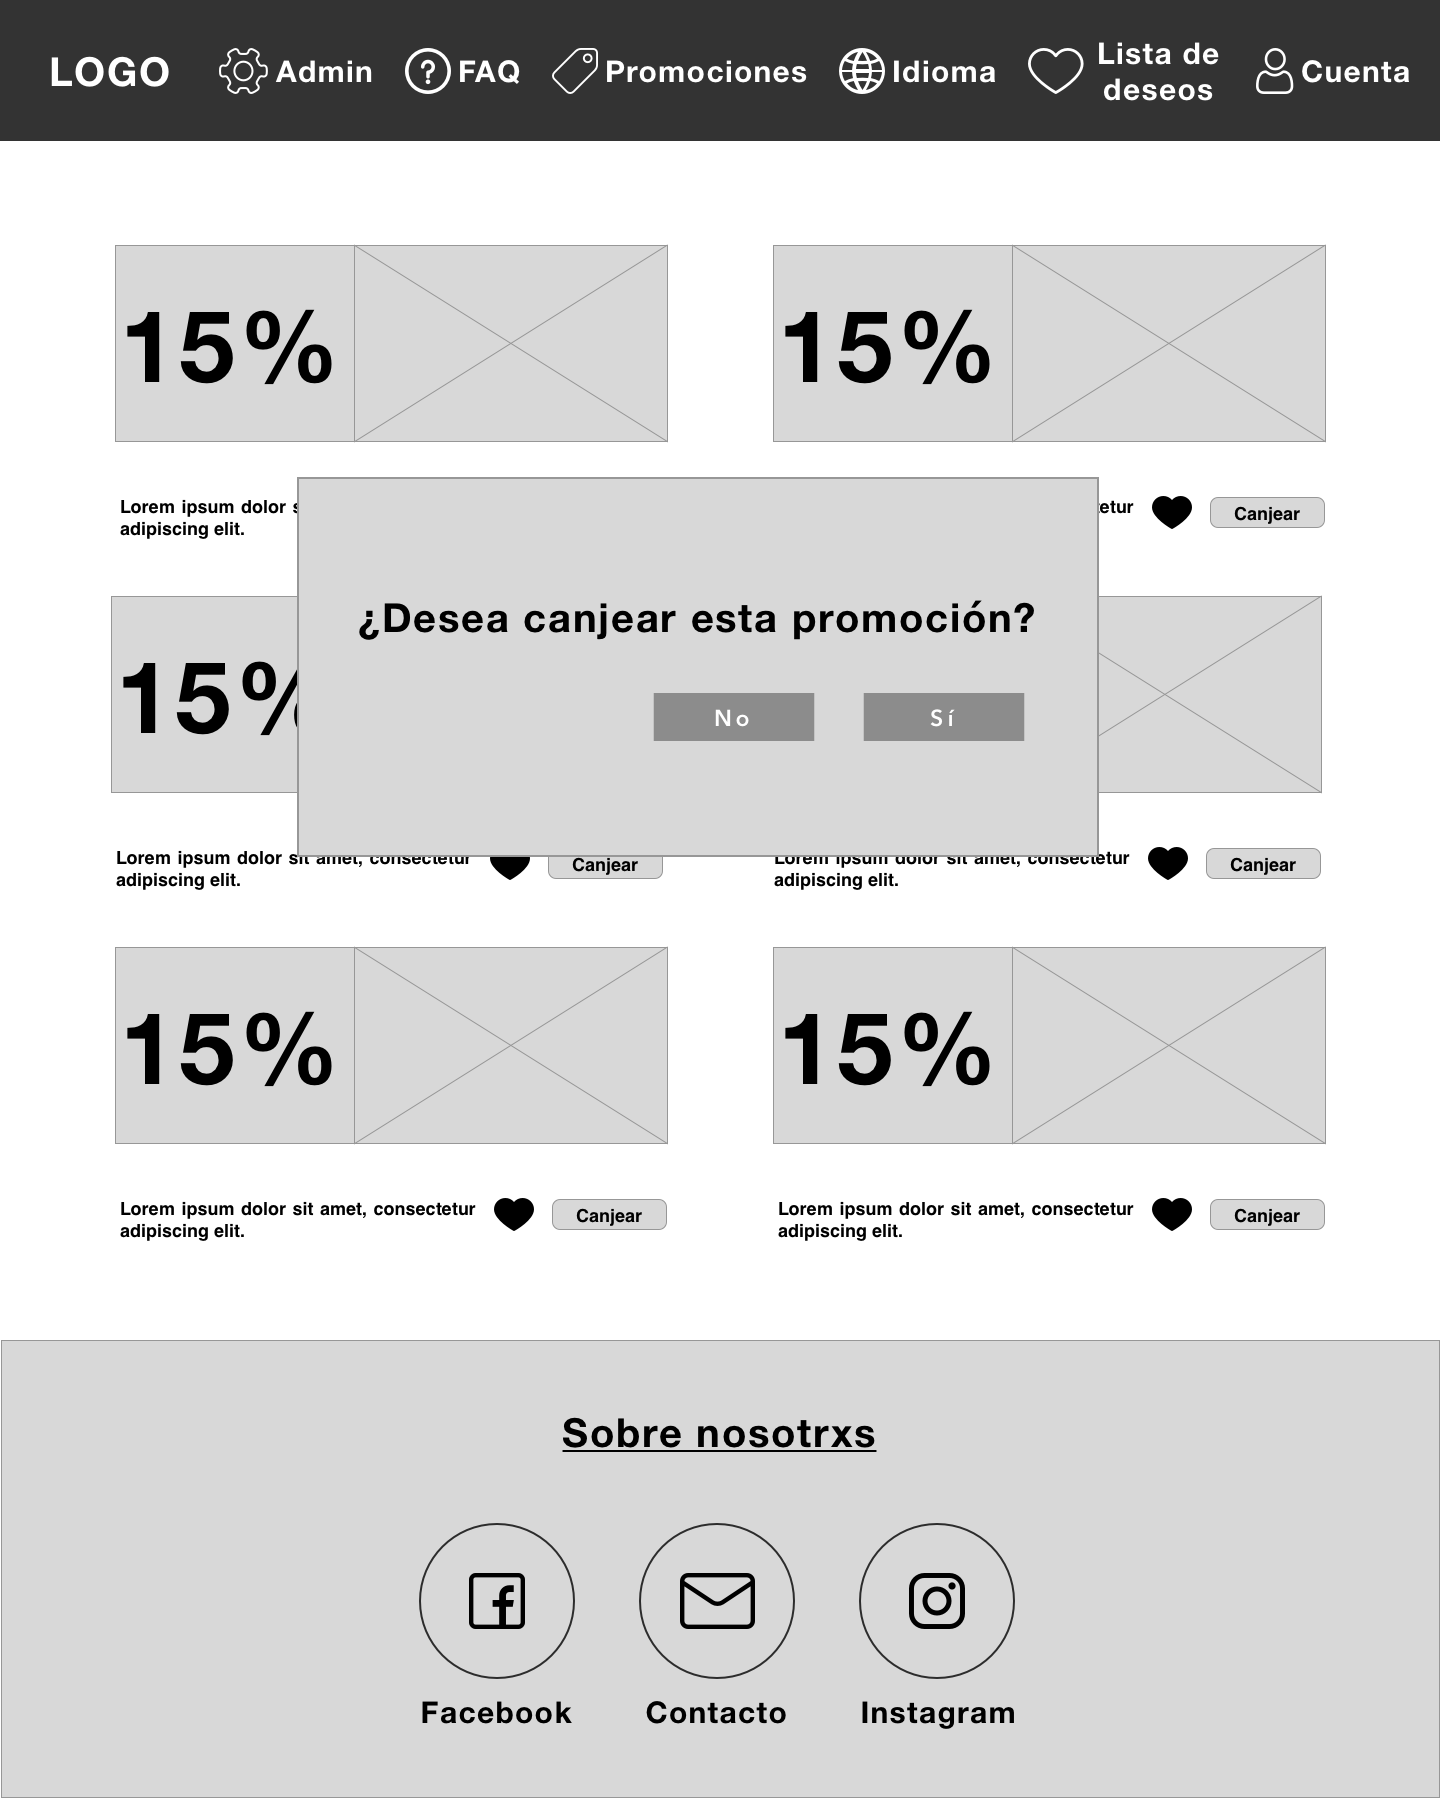 LOGO
Admin
FAQ
Promociones
Idioma
Lista de
deseos
Cuenta
15%
15%
Lorem ipsum dolor
adipiscing elit.
Canjear
¿Desea canjear esta promoción?
No
Sí
15%
Lorem ipsum dolor sit amet, consectetur
adipiscing elit.
Canjear
Lorem ipsum dolor sit amet, consectetur
adipiscing elit.
Canjear
15%
15%
Lorem ipsum dolor sit amet, consectetur
adipiscing elit.
Canjear
Lorem ipsum dolor sit amet, consectetur
adipiscing elit.
Canjear
Sobre nosotrxs
Facebook
Contacto
Instagram